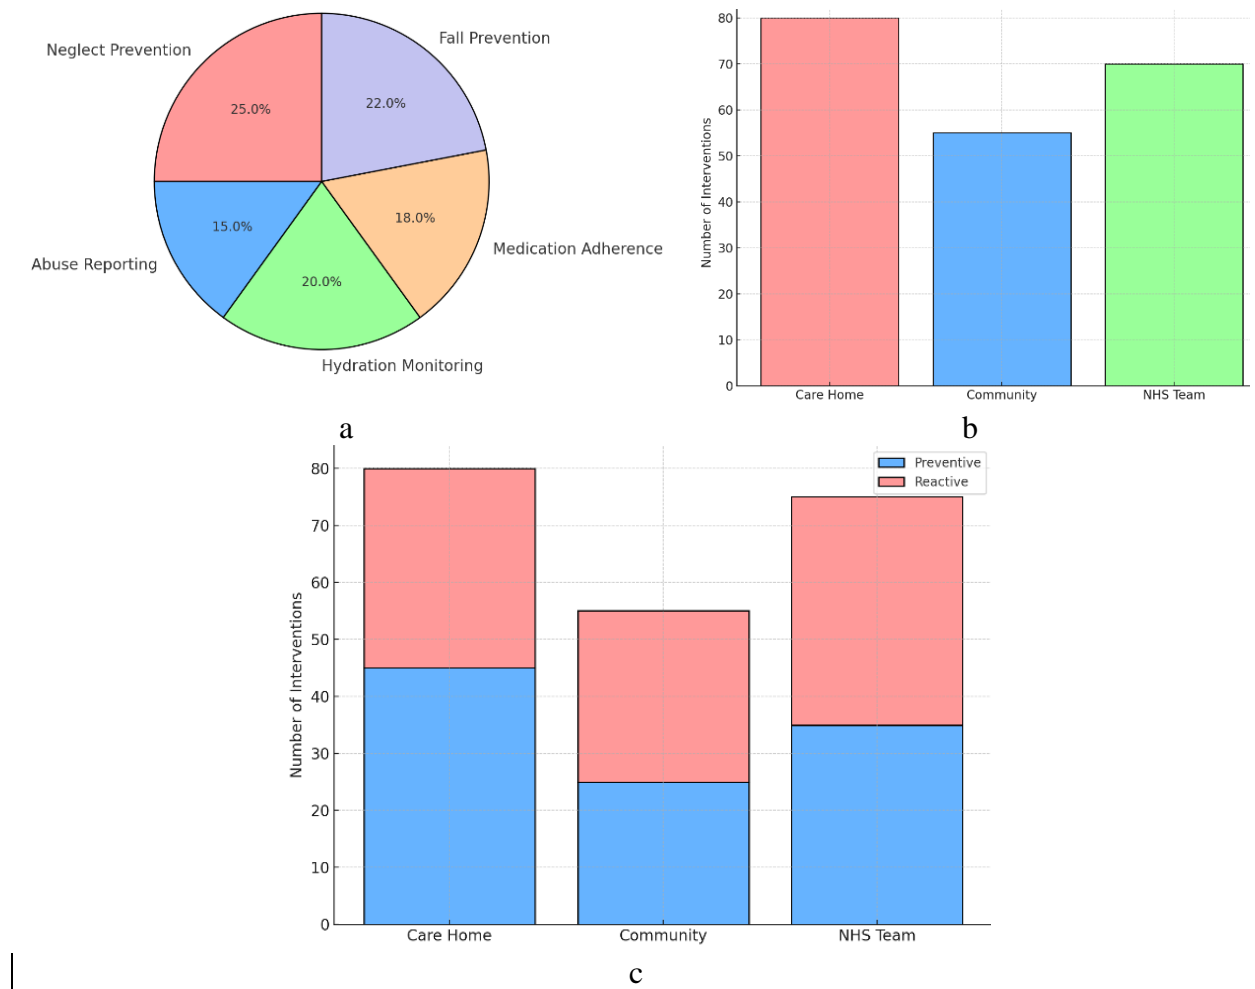 Neglect Prevention
Fall Prevention
25.0%
22.0%
15.0%
18.0%
20.0%
Abuse Reporting
Medication Adherence
Hydration Monitoring
a
Number of Interventions
80
70
60
50
40
30
20
10
0
Care Home Community NHS Team
b
Preventive
Reactive
Number of Interventions
80
70
60
50
40
30
20
10
0
Care Home Community NHS Team
c